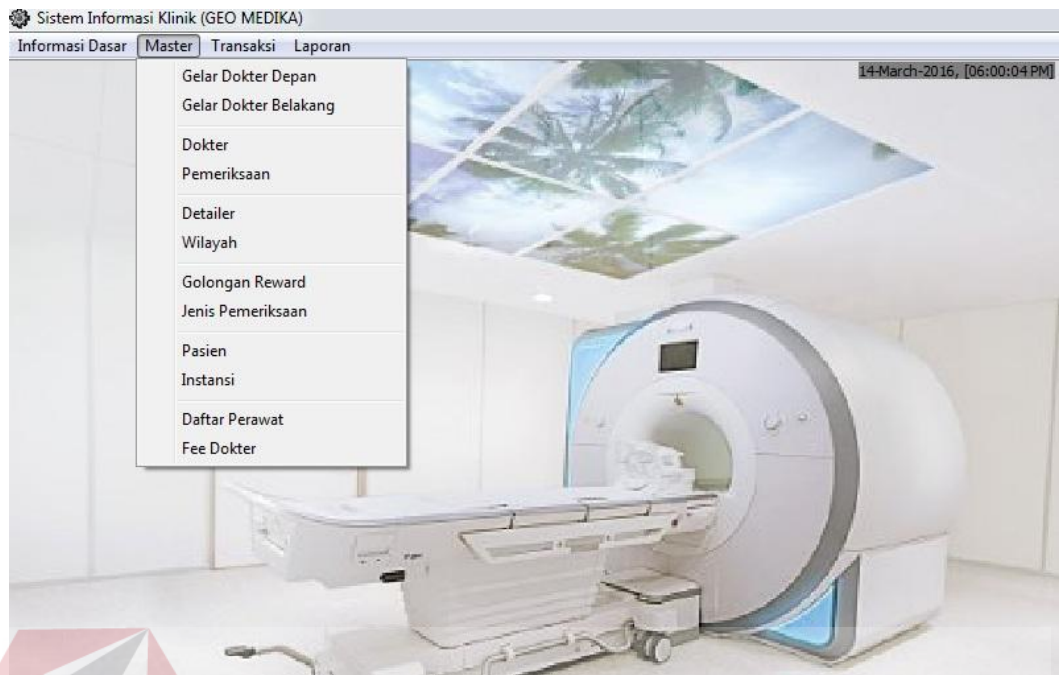 Sistem Informasi Klinik (GEO MEDIKA)
Informasi Dasar Master Transaksi Laporan
14-March-2016, [06:00:04 PM]
Gelar Dokter Depan
Gelar Dokter Belakang
Dokter
Pemeriksaan
Detailer
Wilayah
Golongan Reward
Jenis Pemeriksaan
Pasien
Instansi
Daftar Perawat
Fee Dokter